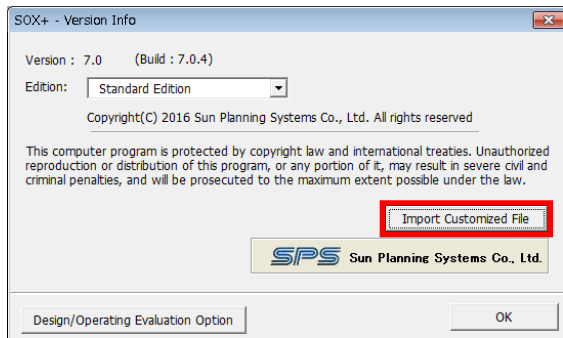 SOX+ - Version Info
Version : 7.0 (Build : 7.0.4)
Edition: Standard Edition
Copyright(C) 2016 Sun Planning Systems Co., Ltd. All rights reserved
This computer program is protected by copyright law and international treaties. Unauthorized
reproduction or distribution of this program, or any portion of it, may result in severe civil and
criminal penalties, and will be prosecuted to the maximum extent possible under the law.
Import Customized File
SPS Sun Planning Systems Co., Ltd.
Design/Operating Evaluation Option OK